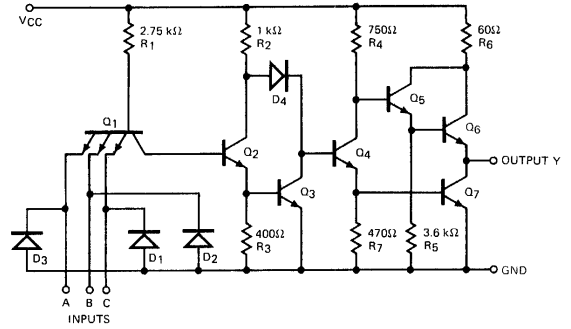 VCC
2.75 kΩ
R1
1 kΩ
R2
750Ω
R4
60Ω
R6
D4
Q1
Q2
Q3
Q4
Q5
Q6
Q7
OUTPUT Y
D3
D1
D2
400Ω
R3
470Ω
R7
3.6 kΩ
R5
GND
A B C
INPUTS